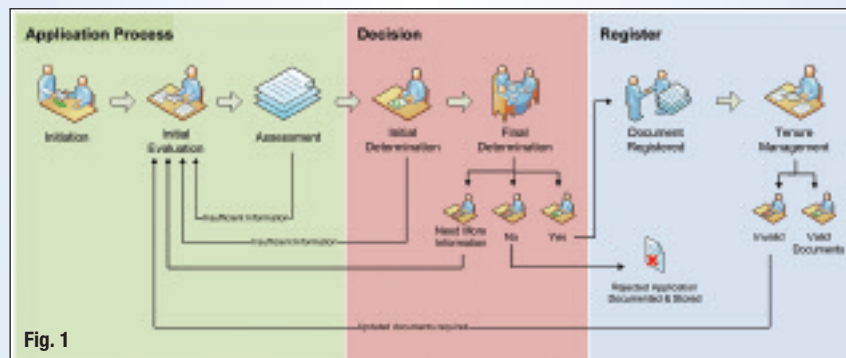 Application Process
Decision
Register
Initiation
Initial
Evaluation
Assessment
Initial
Determination
Final
Determination
Document
Registered
Tenure
Management
Insufficient Information
Insufficient Information
Need More
Information
No
Yes
Invalid
Valid
Documents
Rejected Application
Documented & Stored
Updated documents required
Fig. 1